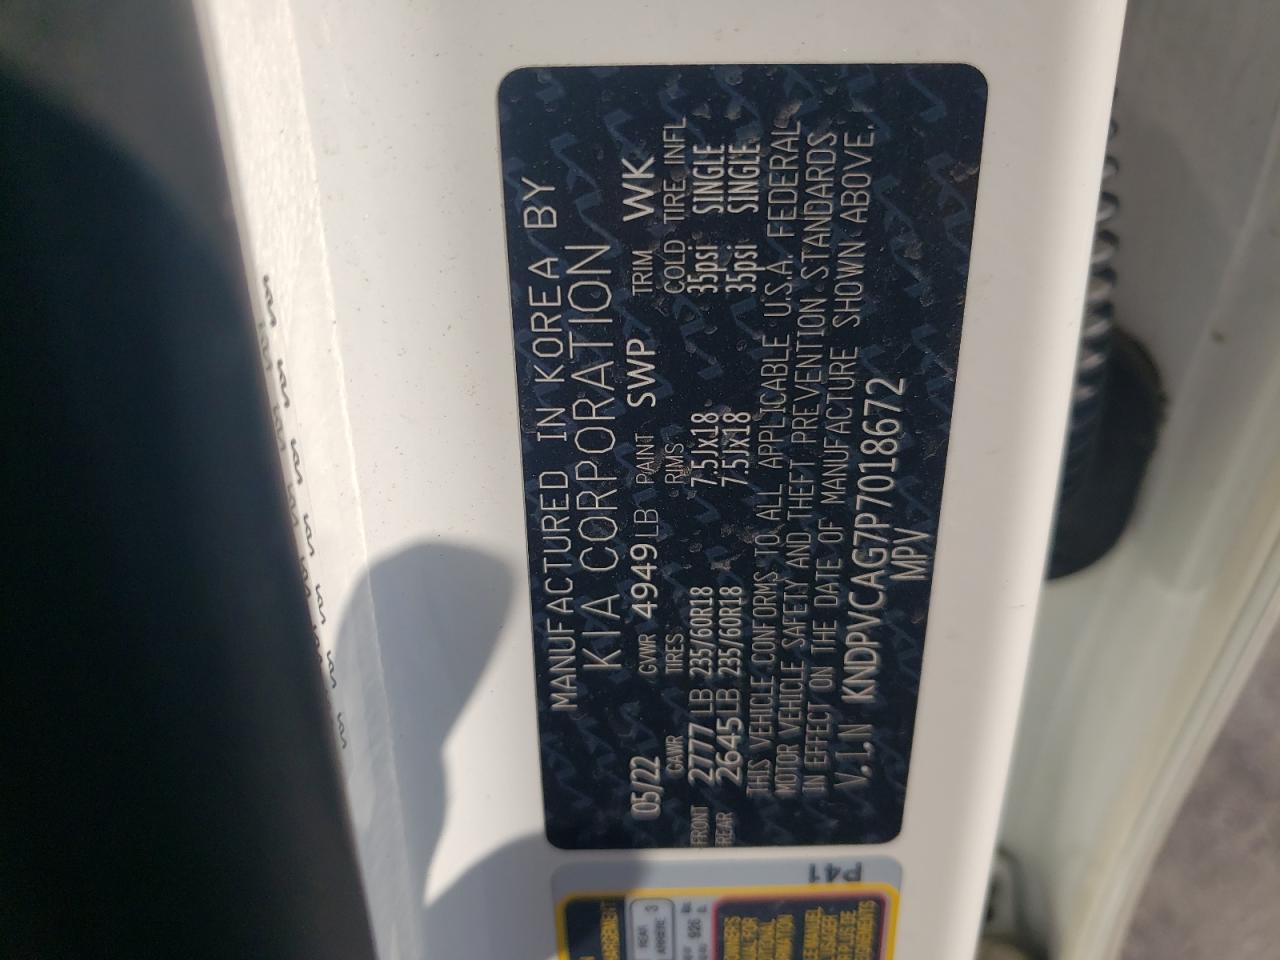 MANUFACTURED IN KOREA BY
KIA CORPORATION
05/22 GVWR 4949LB PAINT SWP TRIM WK
GAWR TIRES RIMS COLD TIRE INFL
FRONT 2777LB 235/60R18 7.5JX18 35psi SINGLE
REAR 2645LB 235/60R18 7.5JX18 35psi SINGLE
THIS VEHICLE CONFORMS TO ALL APPLICABLE U.S.A. FEDERAL
MOTOR VEHICLE SAFETY AND THEFT PREVENTION STANDARDS
IN EFFECT ON THE DATE OF MANUFACTURE SHOWN ABOVE.
V.I.N KNDPVCAG7P7018672
MPV
P41